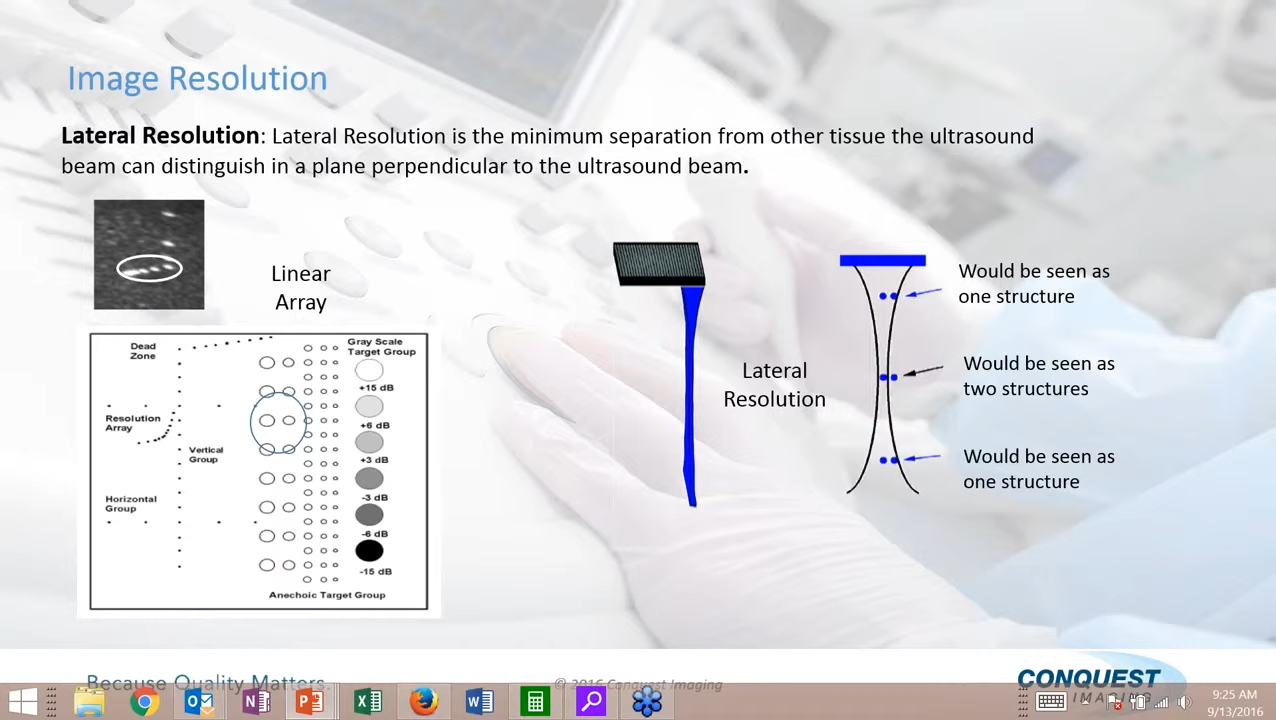 Image Resolution
Lateral Resolution: Lateral Resolution is the minimum separation from other tissue the ultrasound
beam can distinguish in a plane perpendicular to the ultrasound beam.
Linear
Array
Dead
Zone
Gray Scale
Target Group
+15 dB
+6 dB
Resolution
Array
Vertical
Group
+3 dB
-3 dB
Horizontal
Group
-6 dB
-15 dB
Anechoic Target Group
Lateral
Resolution
Would be seen as
one structure
Would be seen as
two structures
Would be seen as
one structure
Because Quality Matters.
© 2016 Conquest Imaging
CONQUEST
IMAGING
9:25 AM
9/13/2016